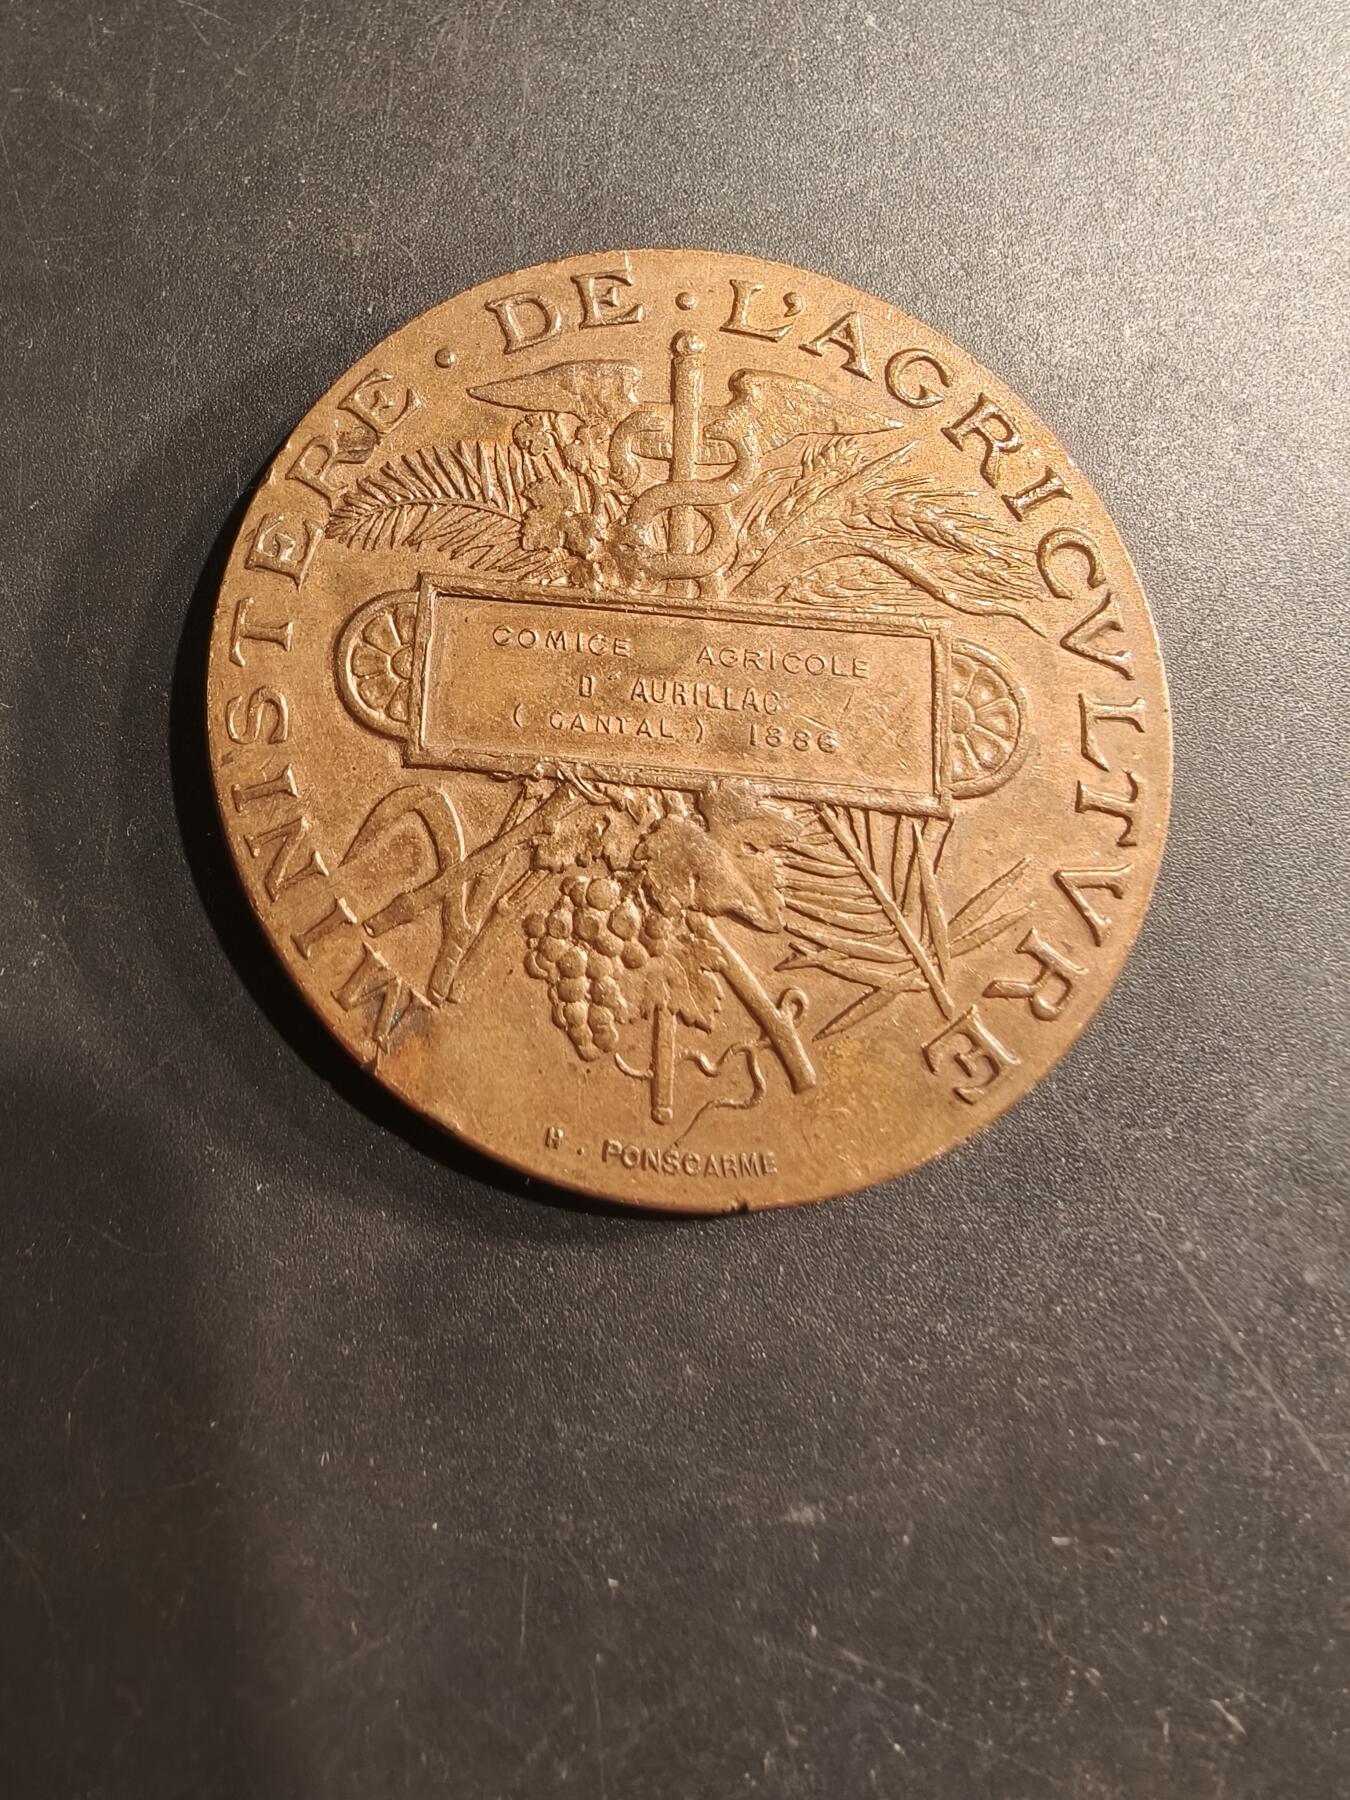 MINISTERE · DE · L'AGRICVLTVRE
COMICE AGRICOLE
D'AURILLAC
( CANTAL ) 1886
H . PONSCARME